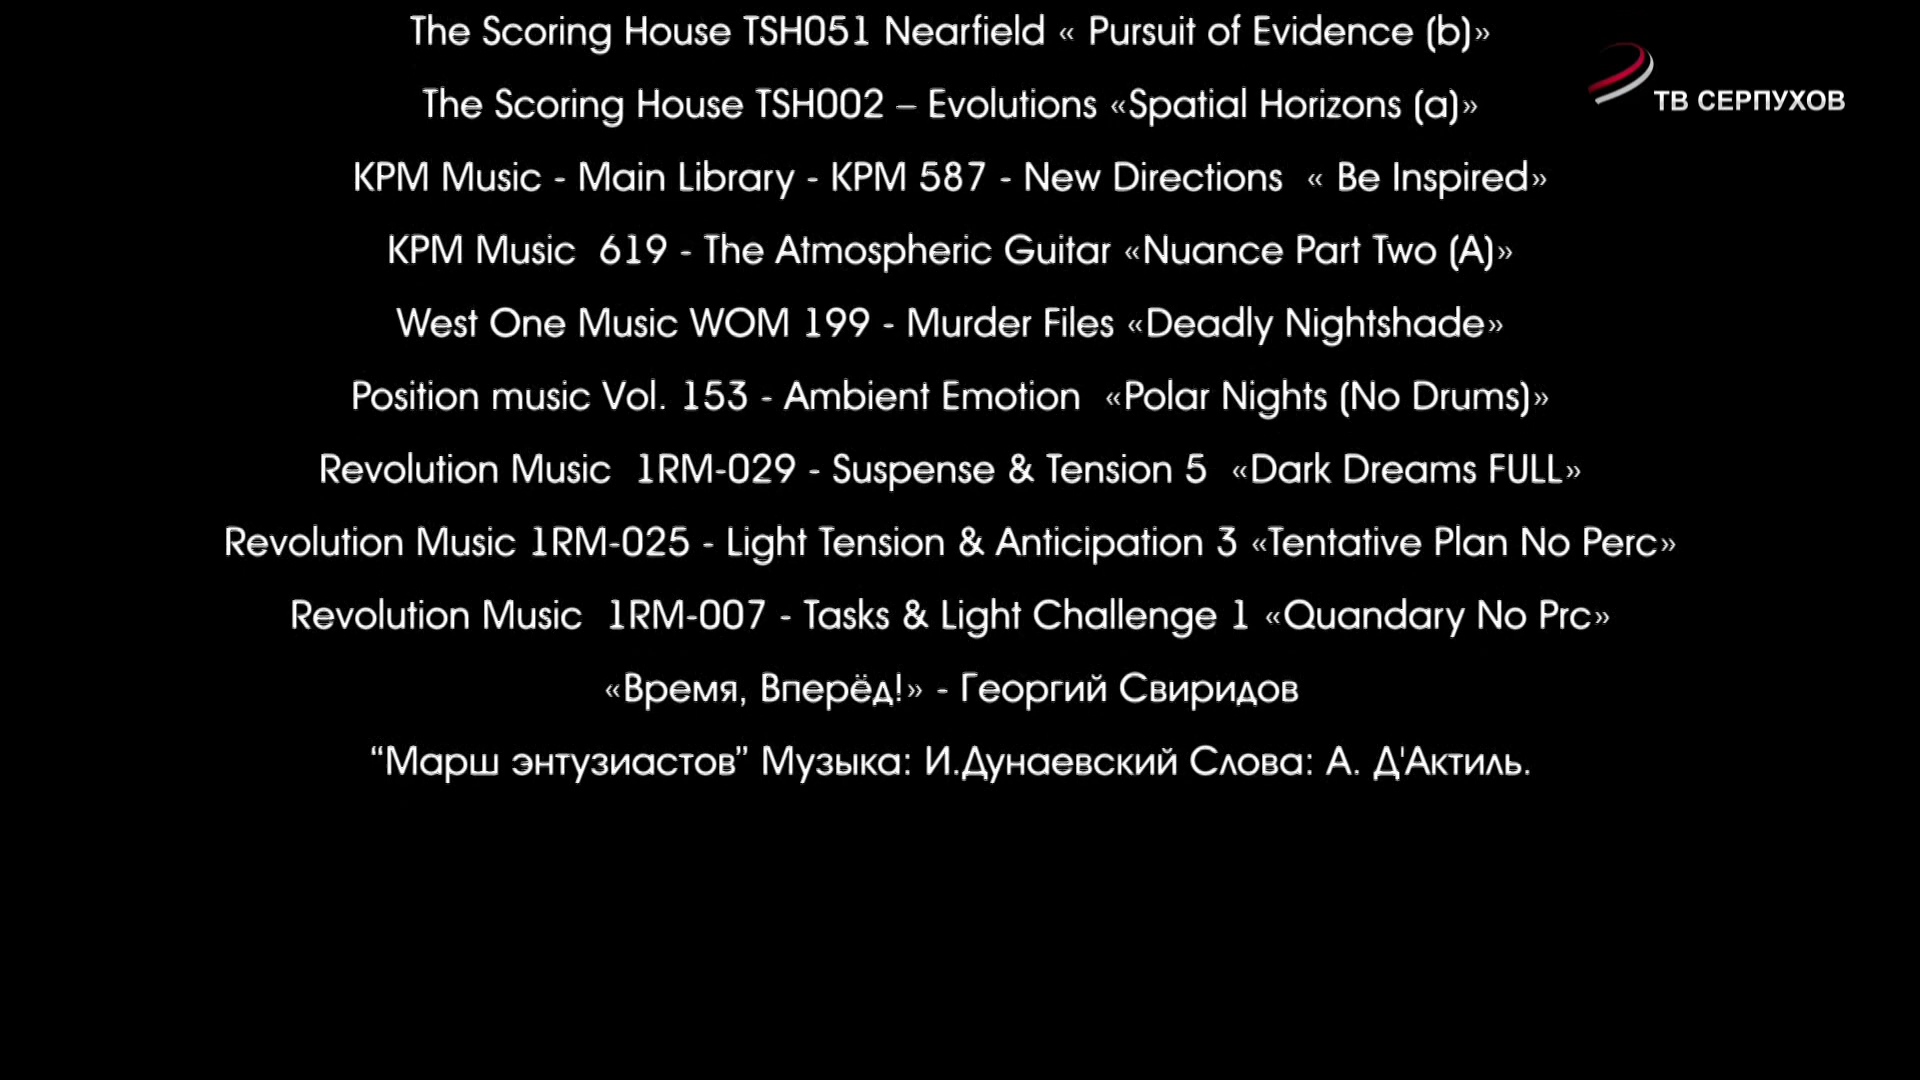 The Scoring House TSH051 Nearfield « Pursuit of Evidence (b)»
ТВ СЕРПУХОВ
The Scoring House TSH002 – Evolutions «Spatial Horizons (a)»
KPM Music - Main Library - KPM 587 - New Directions  « Be Inspired»
KPM Music  619 - The Atmospheric Guitar «Nuance Part Two (A)»
West One Music WOM 199 - Murder Files «Deadly Nightshade»
Position music Vol. 153 - Ambient Emotion  «Polar Nights (No Drums)»
Revolution Music  1RM-029 - Suspense & Tension 5  «Dark Dreams FULL»
Revolution Music 1RM-025 - Light Tension & Anticipation 3 «Tentative Plan No Perc»
Revolution Music  1RM-007 - Tasks & Light Challenge 1 «Quandary No Prc»
«Время, Вперёд!» - Георгий Свиридов
“Марш энтузиастов” Музыка: И.Дунаевский Слова: А. Д'Актиль.